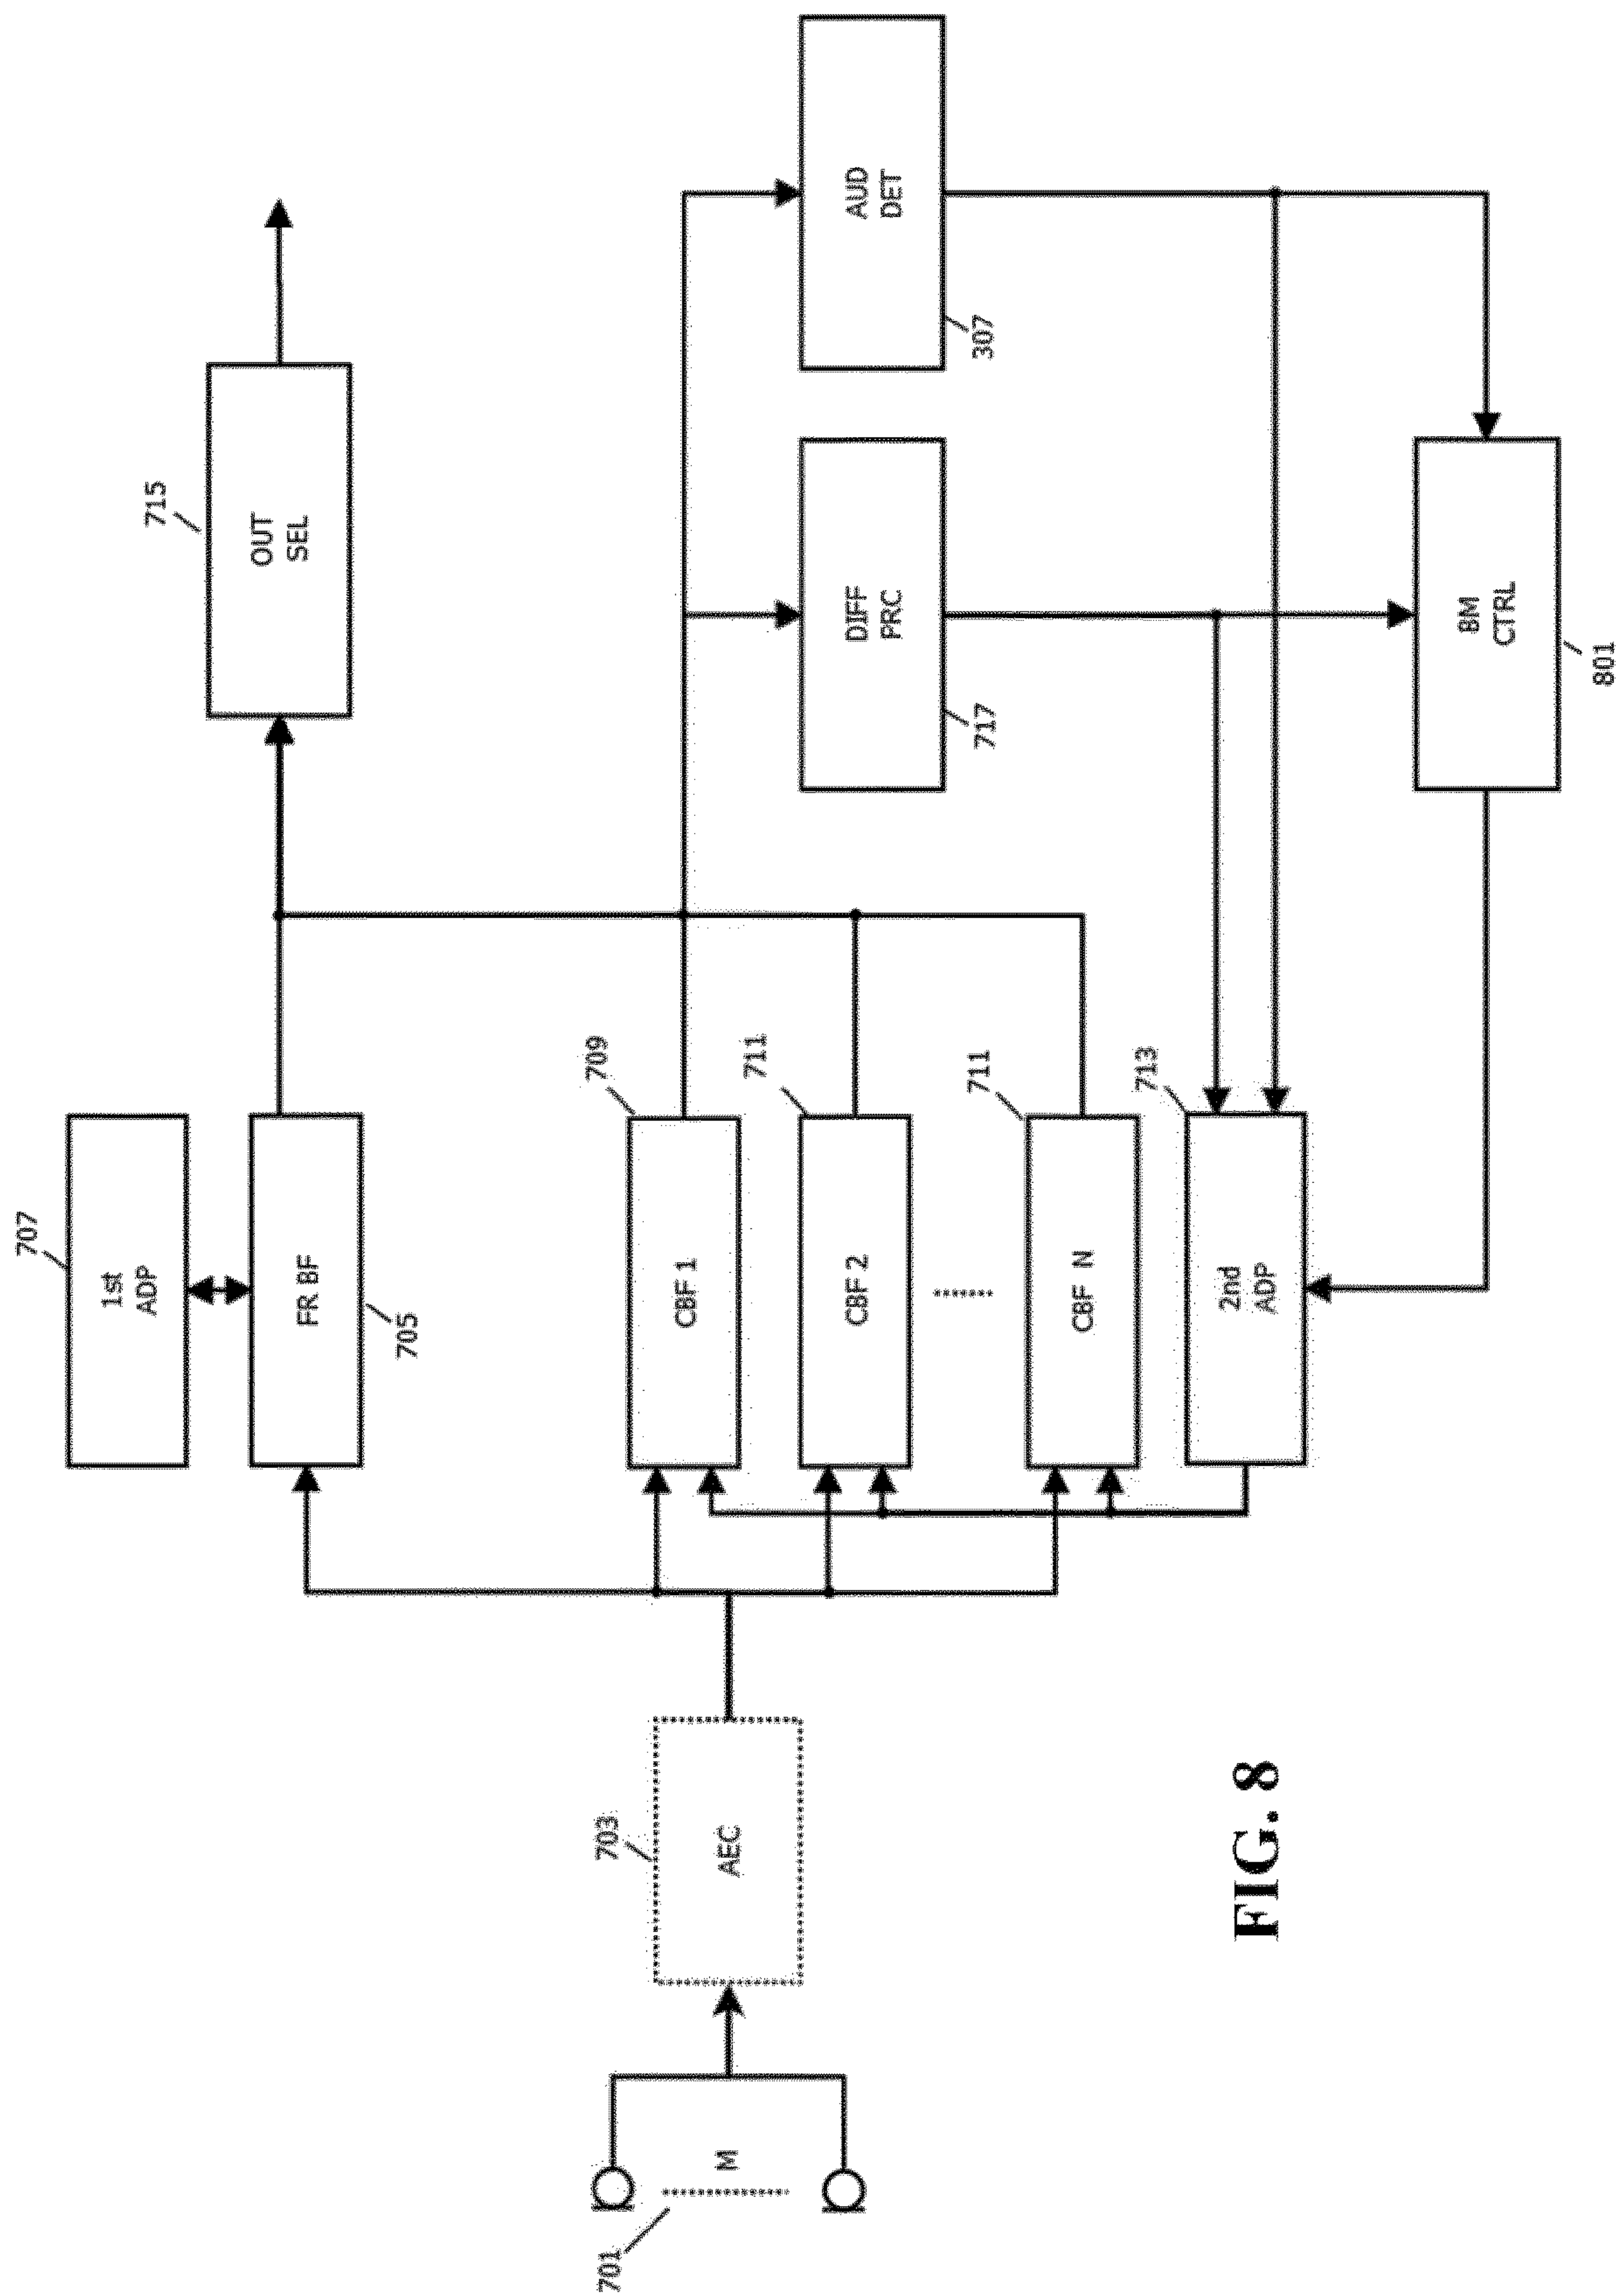 707
1st
ADP
FR BF
705
715
OUT
SEL
701
M
703
AEC
709
CBF 1
711
CBF 2
711
CBF N
713
2nd
ADP
DIFF
PRC
717
AUD
DET
307
BM
CTRL
801
FIG. 8